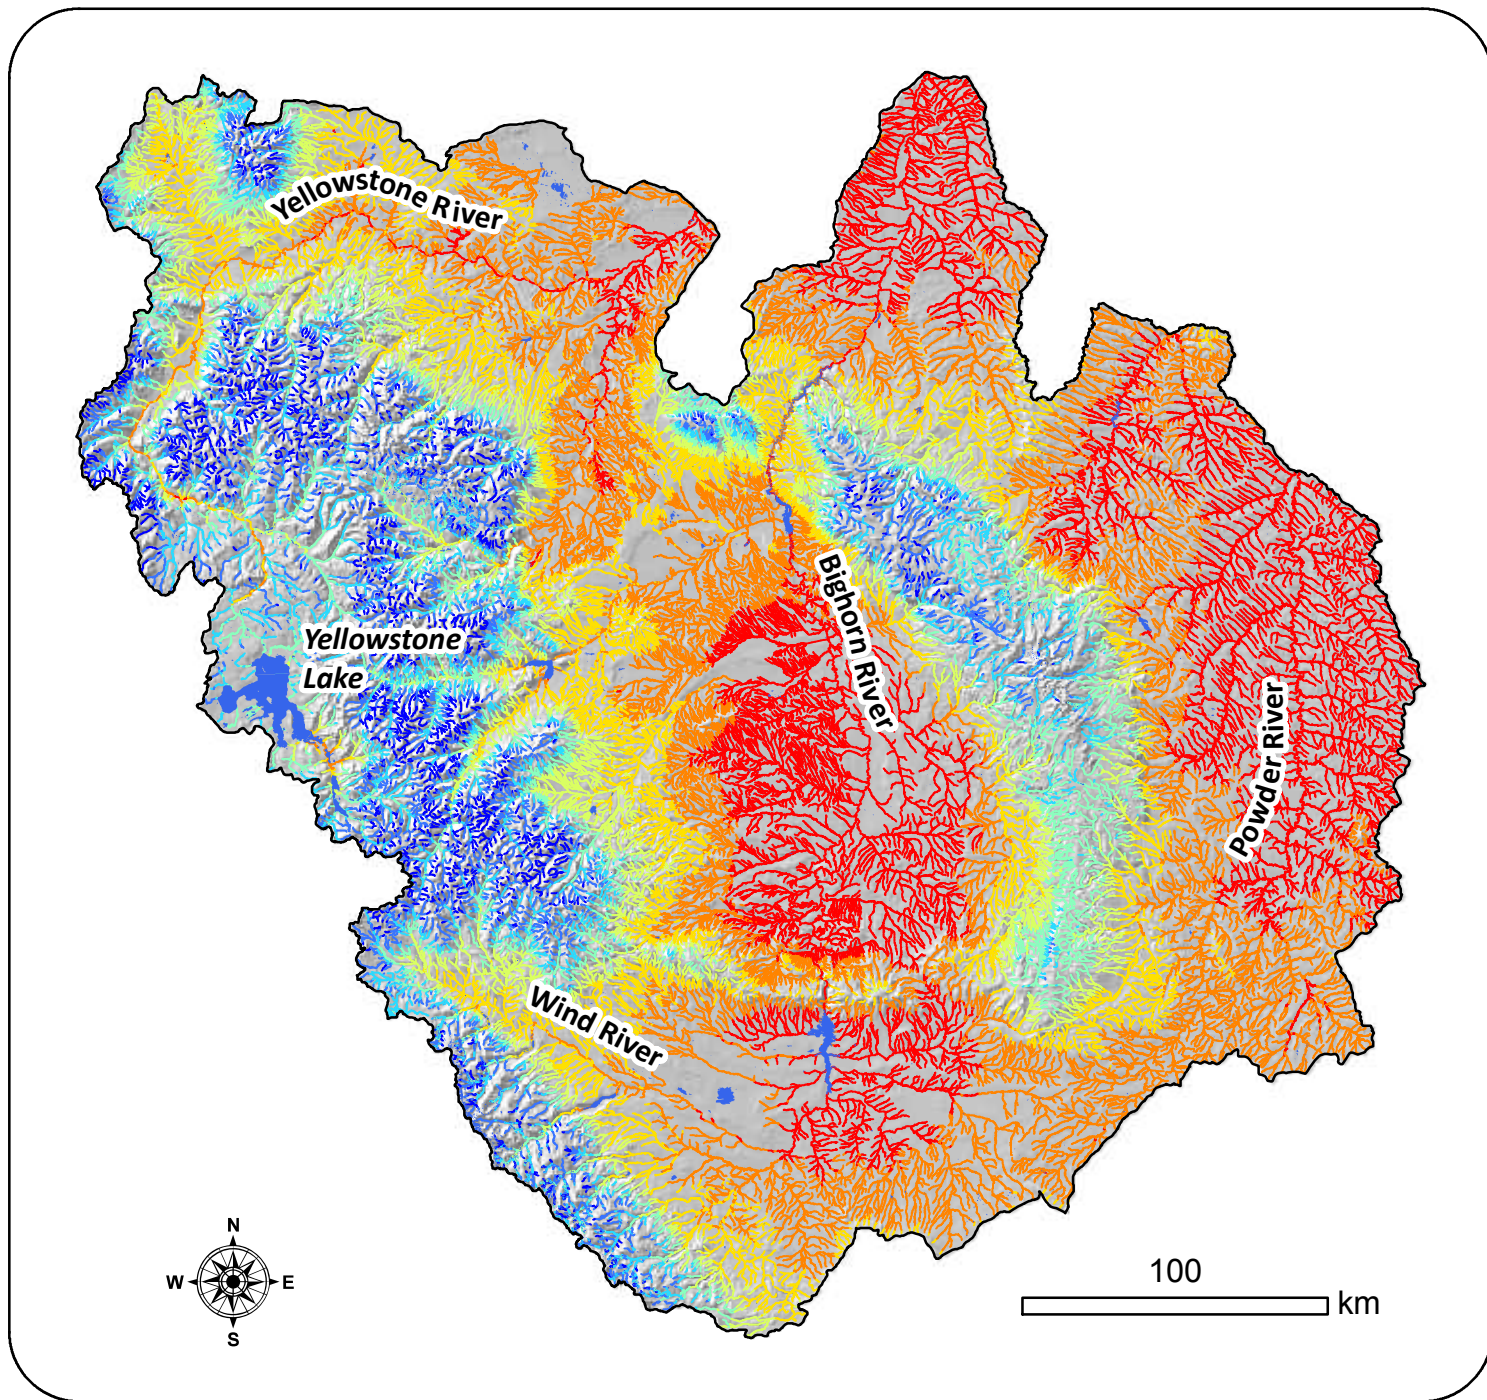 Yellowstone River
Bighorn River
Yellowstone
Lake
Powder River
Wind River
N
W
E
S
100
km